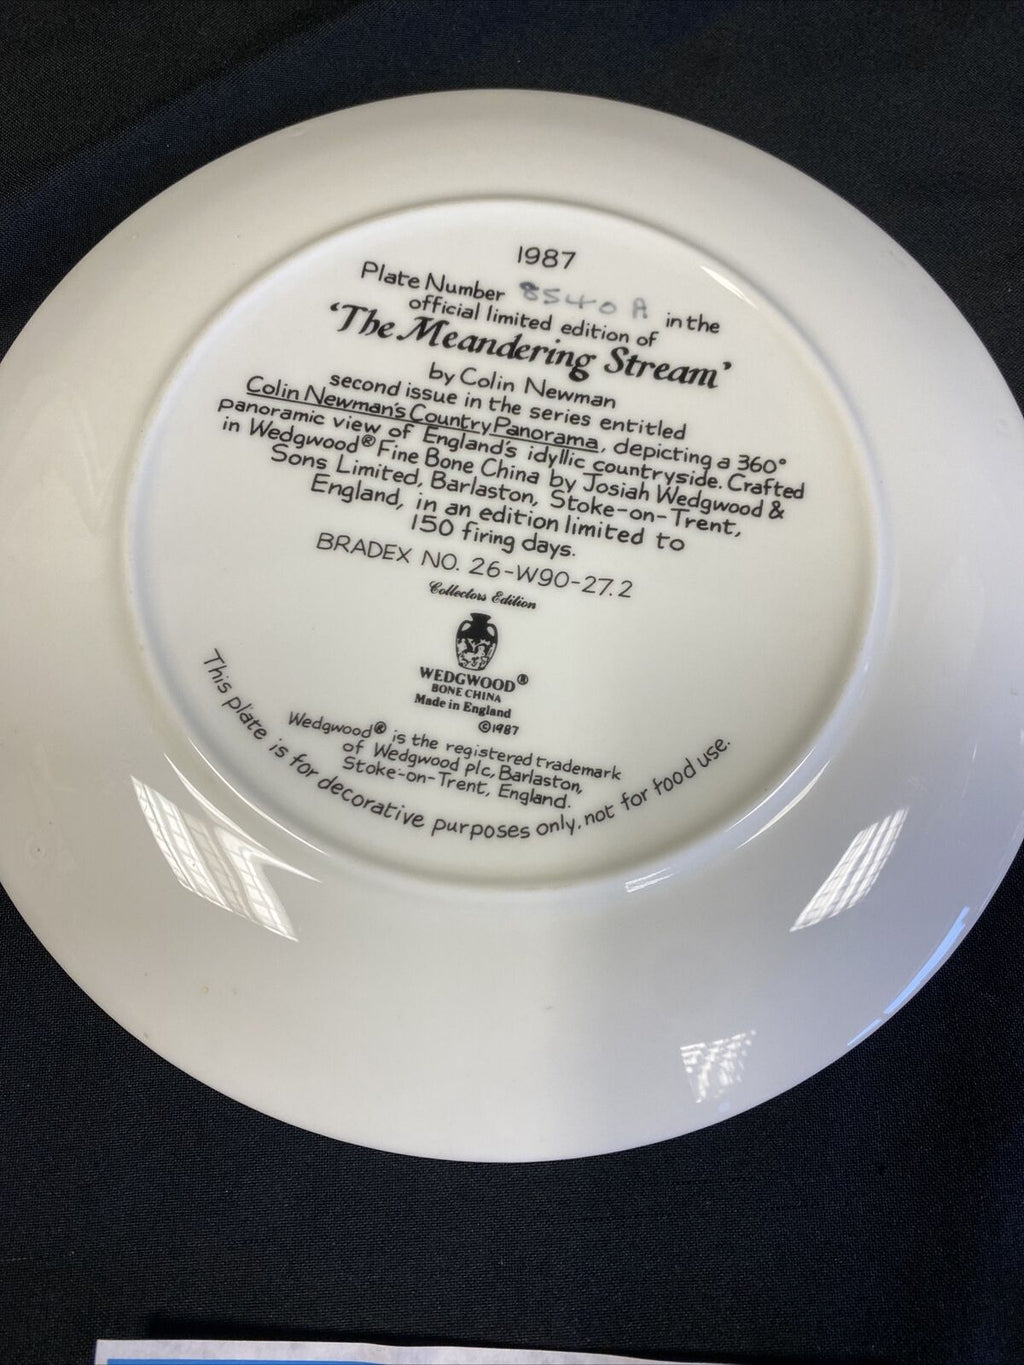 1987
Plate Number 8540 A in the
official limited edition of
‘The Meandering Stream’
by Colin Newman
second issue in the series entitled
Colin Newman's Country Panorama, depicting a 360°
panoramic view of England's idyllic countryside. Crafted
in Wedgwood® Fine Bone China by Josiah Wedgwood &
Sons Limited, Barlaston, Stoke-on-Trent,
England, in an edition limited to
150 firing days.
BRADEX NO. 26-W90-27.2
Collectors Edition
WEDGWOOD®
BONE CHINA
Made in England
©1987
Wedgwood® is the registered trademark
of Wedgwood plc, Barlaston,
Stoke-on-Trent, England.
This plate is for decorative purposes only, not for food use.